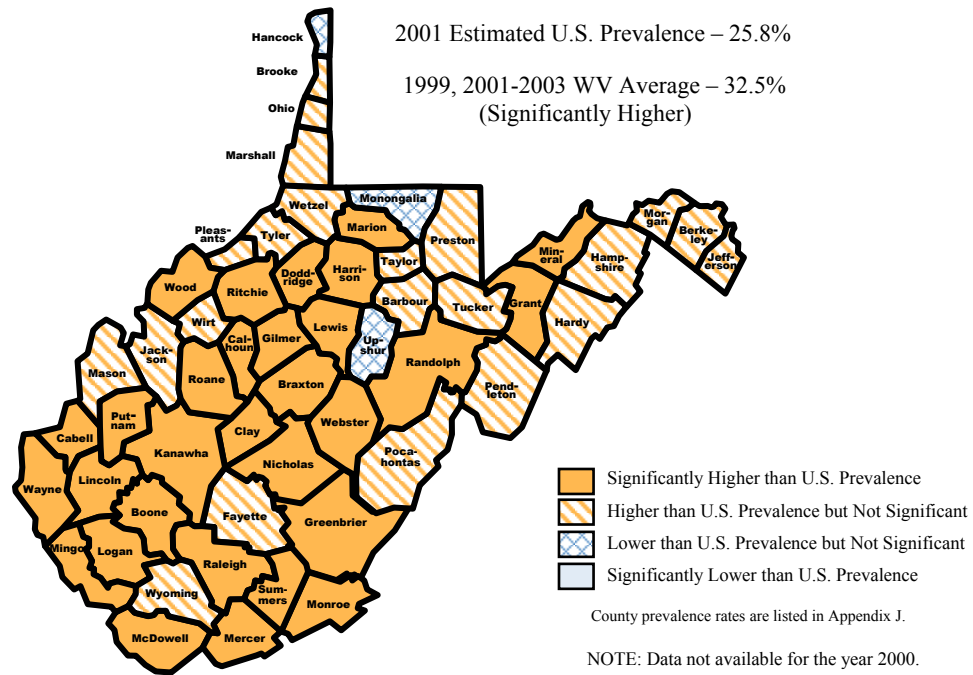 2001 Estimated U.S. Prevalence – 25.8%
1999, 2001-2003 WV Average – 32.5%
(Significantly Higher)
Hancock
Brooke
Ohio
Marshall
Wetzel
Monongalia
Marion
Preston
Pleas-
ants
Tyler
Taylor
Dodd-
ridge
Harri-
son
Wood
Ritchie
Barbour
Tucker
Min-
eral
Grant
Hamp-
shire
Hardy
Mor-
gan
Berke-
ley
Jeff-
erson
Wirt
Cal-
houn
Gilmer
Lewis
Up-
shur
Randolph
Pend-
leton
Mason
Jack-
son
Roane
Braxton
Webster
Poca-
hontas
Put-
nam
Cabell
Kanawha
Clay
Nicholas
Wayne
Lincoln
Boone
Fayette
Greenbrier
Mingo
Logan
Raleigh
Wyoming
Sum-
mers
Monroe
McDowell
Mercer
Significantly Higher than U.S. Prevalence
Higher than U.S. Prevalence but Not Significant
Lower than U.S. Prevalence but Not Significant
Significantly Lower than U.S. Prevalence
County prevalence rates are listed in Appendix J.
NOTE: Data not available for the year 2000.